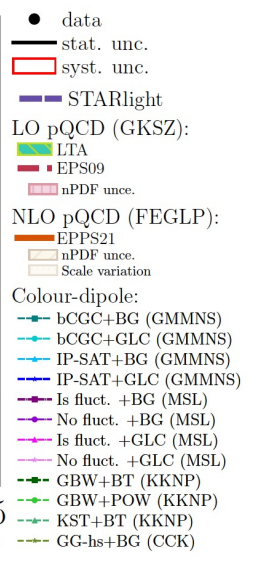 data
stat. unc.
syst. unc.
STARlight
LO pQCD (GKSZ):
LTA
EPS09
nPDF unce.
NLO pQCD (FEGLP):
EPPS21
nPDF unce.
Scale variation
Colour-dipole:
bCGC+BG (GMMNS)
bCGC+GLC (GMMNS)
IP-SAT+BG (GMMNS)
IP-SAT+GLC (GMMNS)
Is fluct. +BG (MSL)
No fluct. +BG (MSL)
Is fluct. +GLC (MSL)
No fluct. +GLC (MSL)
GBW+BT (KKNP)
GBW+POW (KKNP)
KST+BT (KKNP)
GG-hs+BG (CCK)